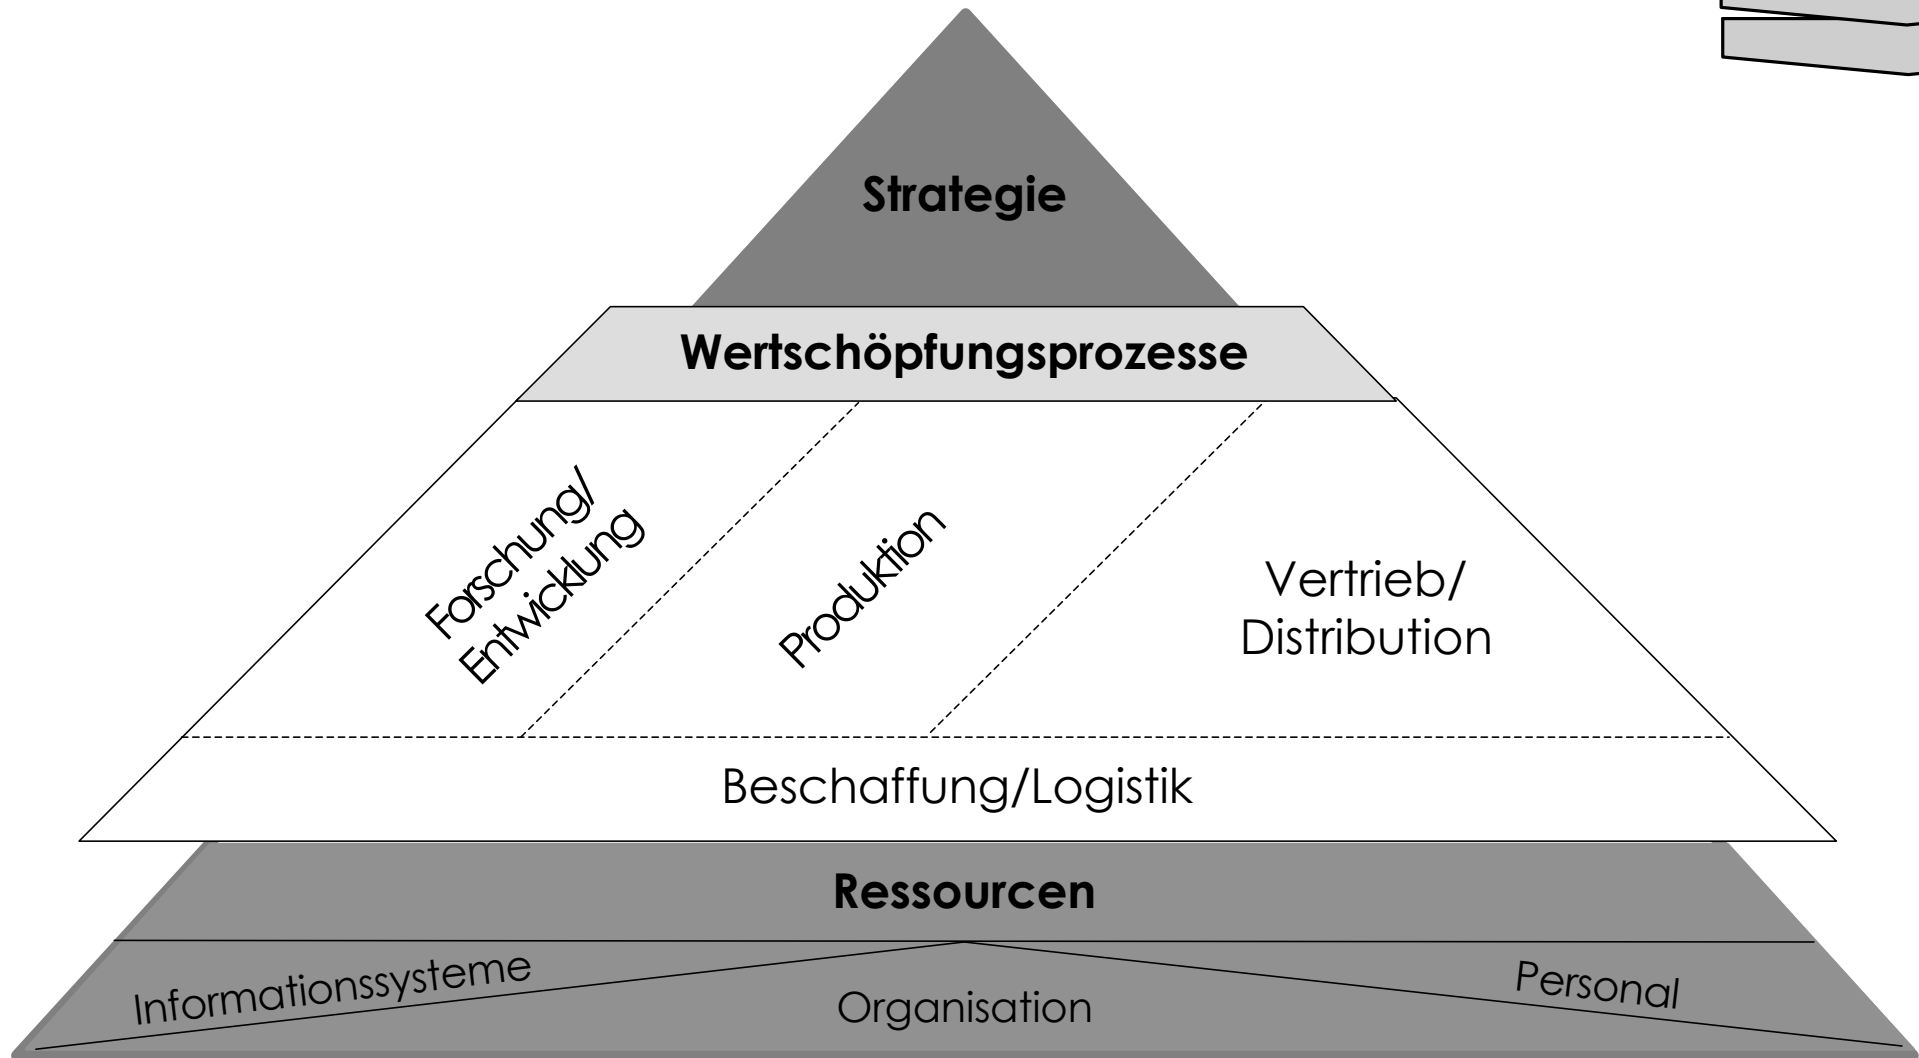 Strategie
Wertschöpfungsprozesse
Forschung/
Entwicklung
Produktion
Vertrieb/
Distribution
Beschaffung/Logistik
Ressourcen
Informationssysteme
Organisation
Personal